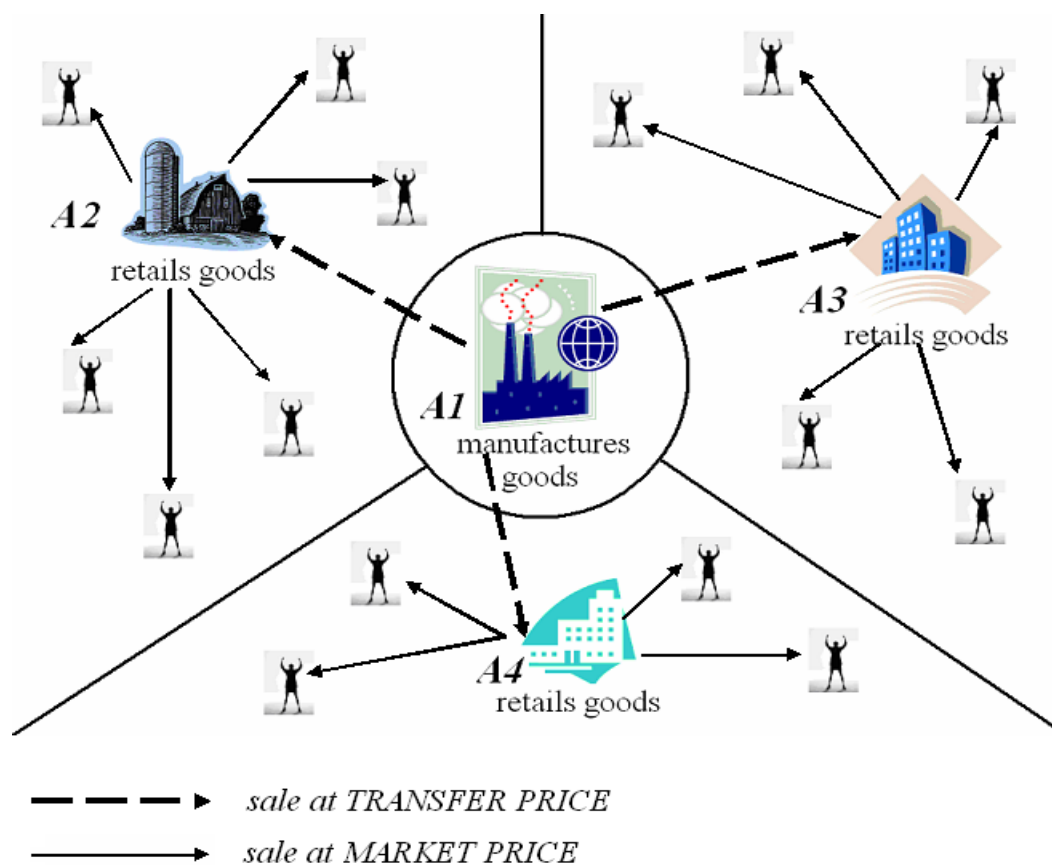 A2
retails goods
A3
retails goods
A1
manufactures
goods
A4
retails goods
sale at TRANSFER PRICE
sale at MARKET PRICE